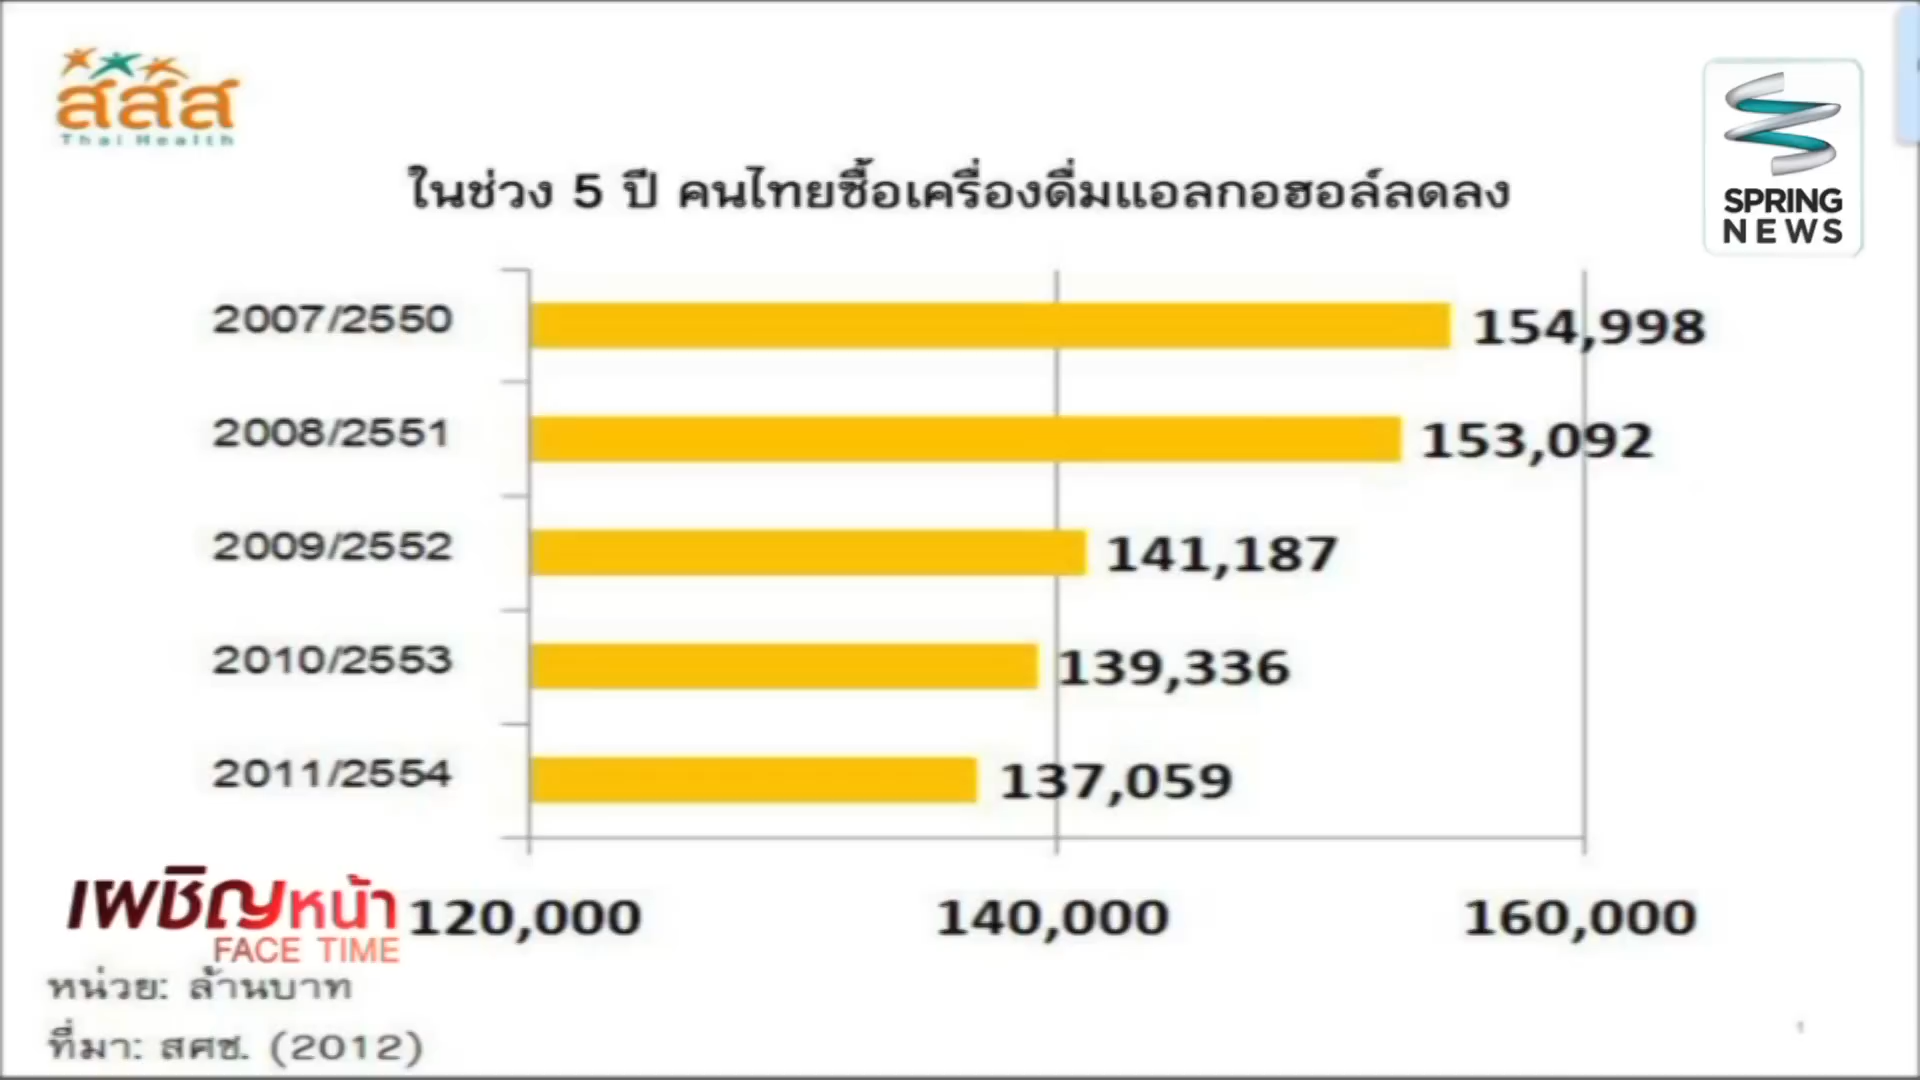 สสส
Thai Health
SPRING
NEWS
ในช่วง 5 ปี คนไทยซื้อเครื่องดื่มแอลกอฮอล์ลดลง
2007/2550 154,998
2008/2551 153,092
2009/2552 141,187
2010/2553 139,336
2011/2554 137,059
120,000 140,000 160,000
เผชิญหน้า
FACE TIME
หน่วย: ล้านบาท
ที่มา: สศช. (2012)
1